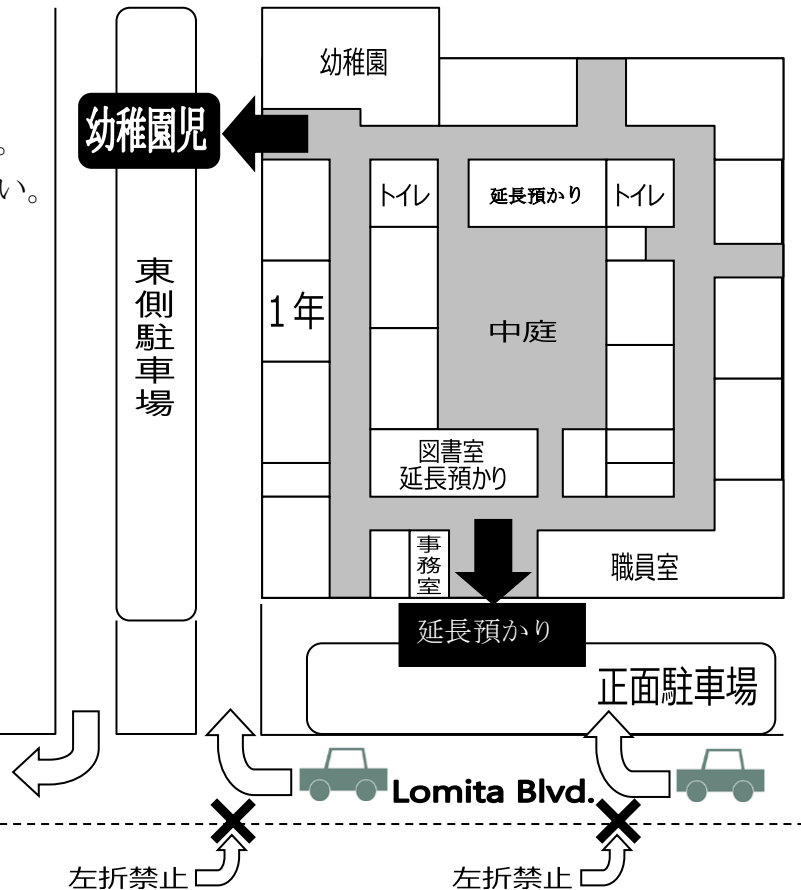 。
い。
幼稚園
幼稚園児
トイレ
延長預かり
トイレ
東側駐車場
１年
中庭
図書室
延長預かり
事務室
職員室
延長預かり
正面駐車場
Lomita Blvd.
左折禁止
左折禁止